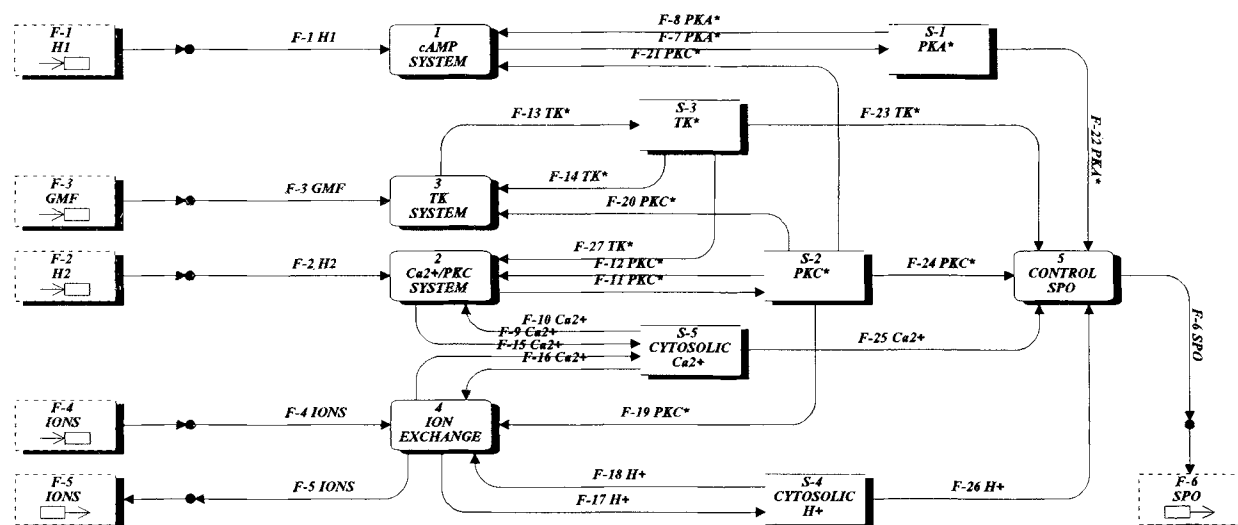 F-1
H1
F-1 H1
1
cAMP
SYSTEM
F-8 PKA*
F-7 PKA*
F-21 PKC*
S-1
PKA*
F-22 PKA*
F-13 TK*
S-3
TK*
F-23 TK*
F-14 TK*
F-3
GMF
F-3 GMF
3
TK
SYSTEM
F-20 PKC*
F-27 TK*
F-2
H2
F-2 H2
2
Ca2+/PKC
SYSTEM
F-12 PKC*
F-11 PKC*
S-2
PKC*
F-24 PKC*
5
CONTROL
SPO
F-6 SPO
F-10 Ca2+
F-9 Ca2+
F-15 Ca2+
F-16 Ca2+
S-5
CYTOSOLIC
Ca2+
F-25 Ca2+
F-4
IONS
F-4 IONS
4
ION
EXCHANGE
F-19 PKC*
F-5
IONS
F-5 IONS
F-18 H+
F-17 H+
S-4
CYTOSOLIC
H+
F-26 H+
F-6
SPO